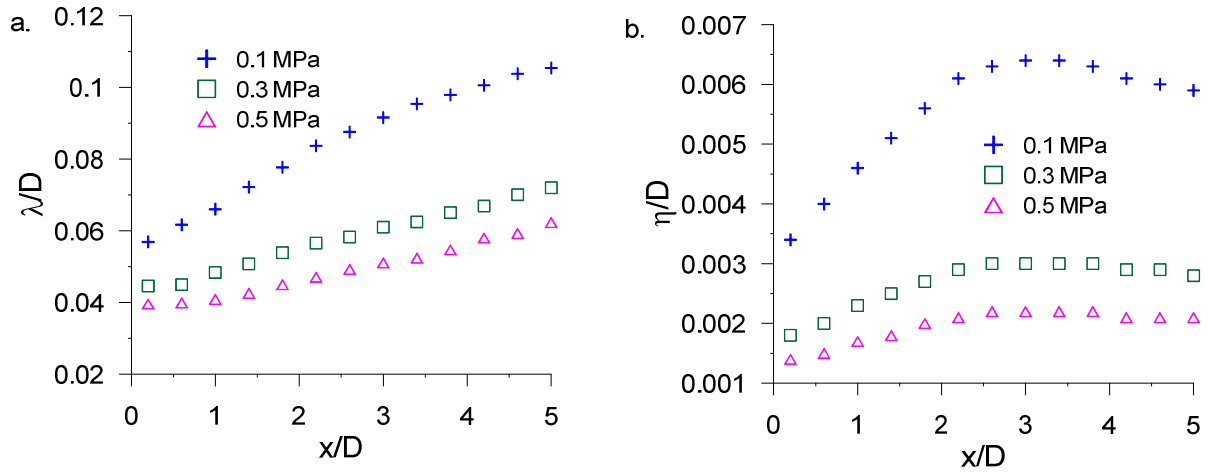 a.
0.12
0.1
0.08
0.06
0.04
0.02
λ/D
0.1 MPa
0.3 MPa
0.5 MPa
0 1 2 3 4 5
x/D
b.
0.007
0.006
0.005
0.004
0.003
0.002
0.001
η/D
0.1 MPa
0.3 MPa
0.5 MPa
0 1 2 3 4 5
x/D